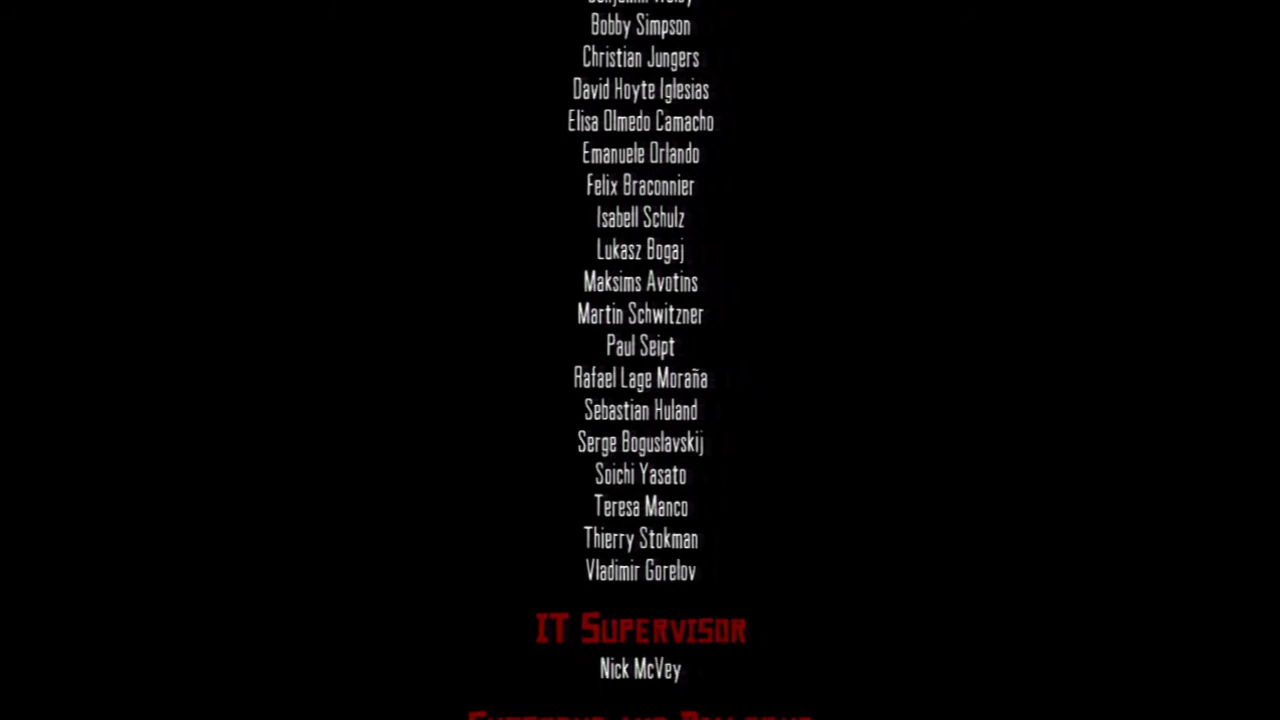 Bobby Simpson
Christian Jungers
David Hoyte Iglesias
Elisa Olmedo Camacho
Emanuele Orlando
Felix Braconnier
Isabell Schulz
Lukasz Bogaj
Maksims Avotins
Martin Schwitzner
Paul Seipt
Rafael Lage Moraña
Sebastian Huland
Serge Boguslavskij
Soichi Yasato
Teresa Manco
Thierry Stokman
Vladimir Gorelov
IT SUPERVISOR
Nick McVey